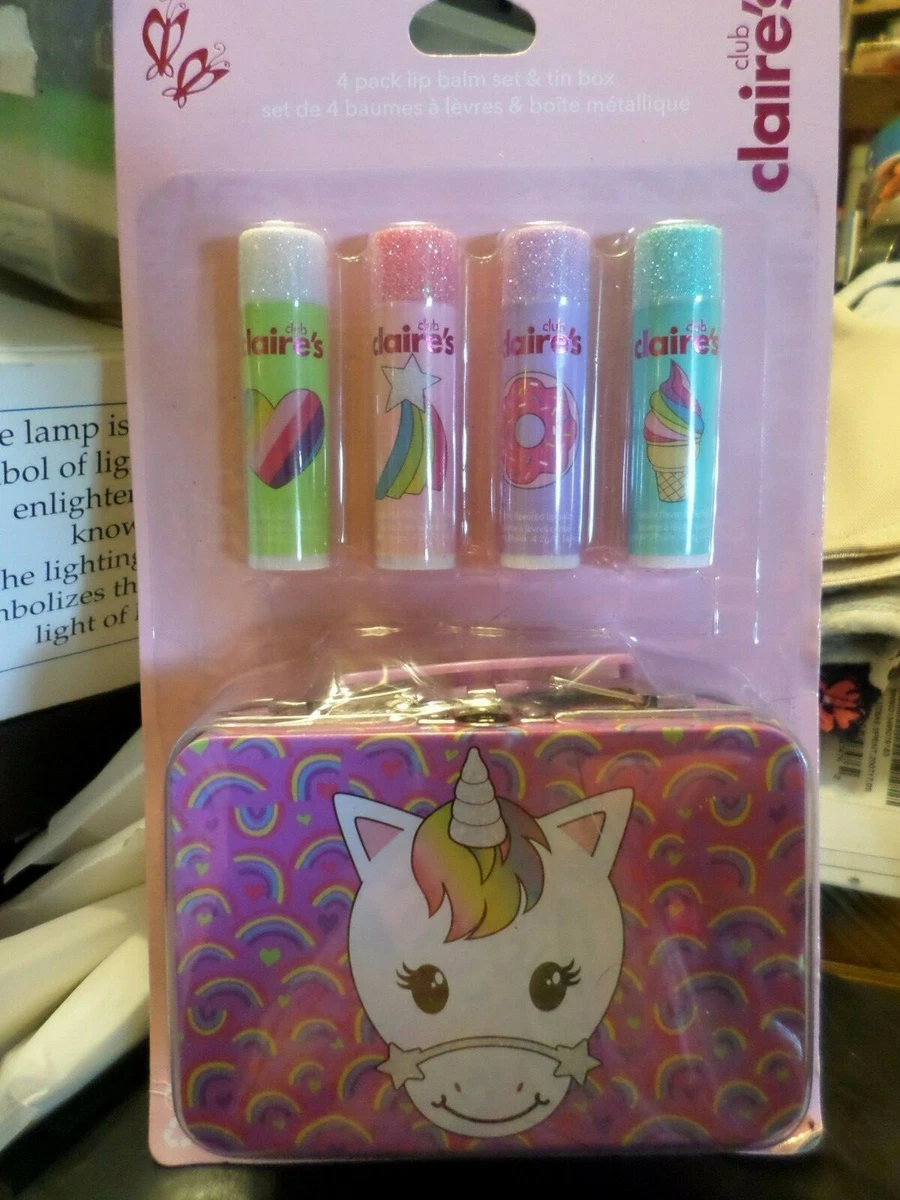 club
claire's
4 pack lip balm set & tin box
set de 4 baumes à lèvres & boîte métallique
club
claire's
club
claire's
club
claire's
club
claire's
e lamp is
bol of lig
enlighter
know
he lighting
mbolizes th
light of